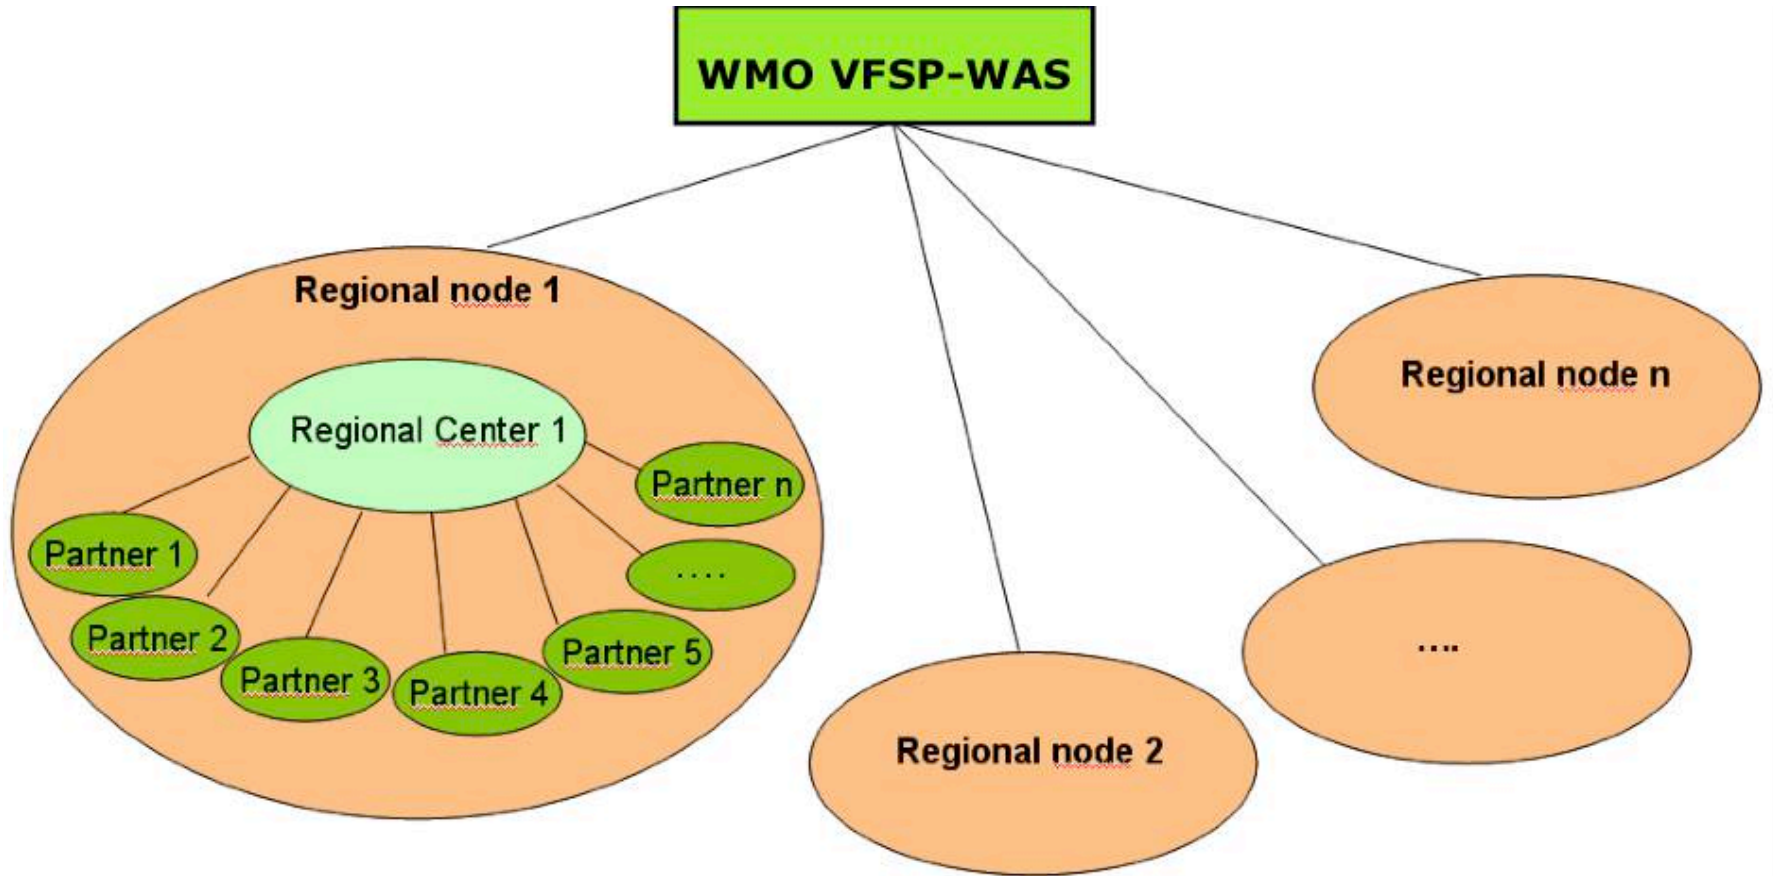 WMO VFSP-WAS
Regional node 1
Regional Center 1
Partner 1
Partner 2
Partner 3
Partner 4
Partner 5
....
Partner n
Regional node 2
....
Regional node n